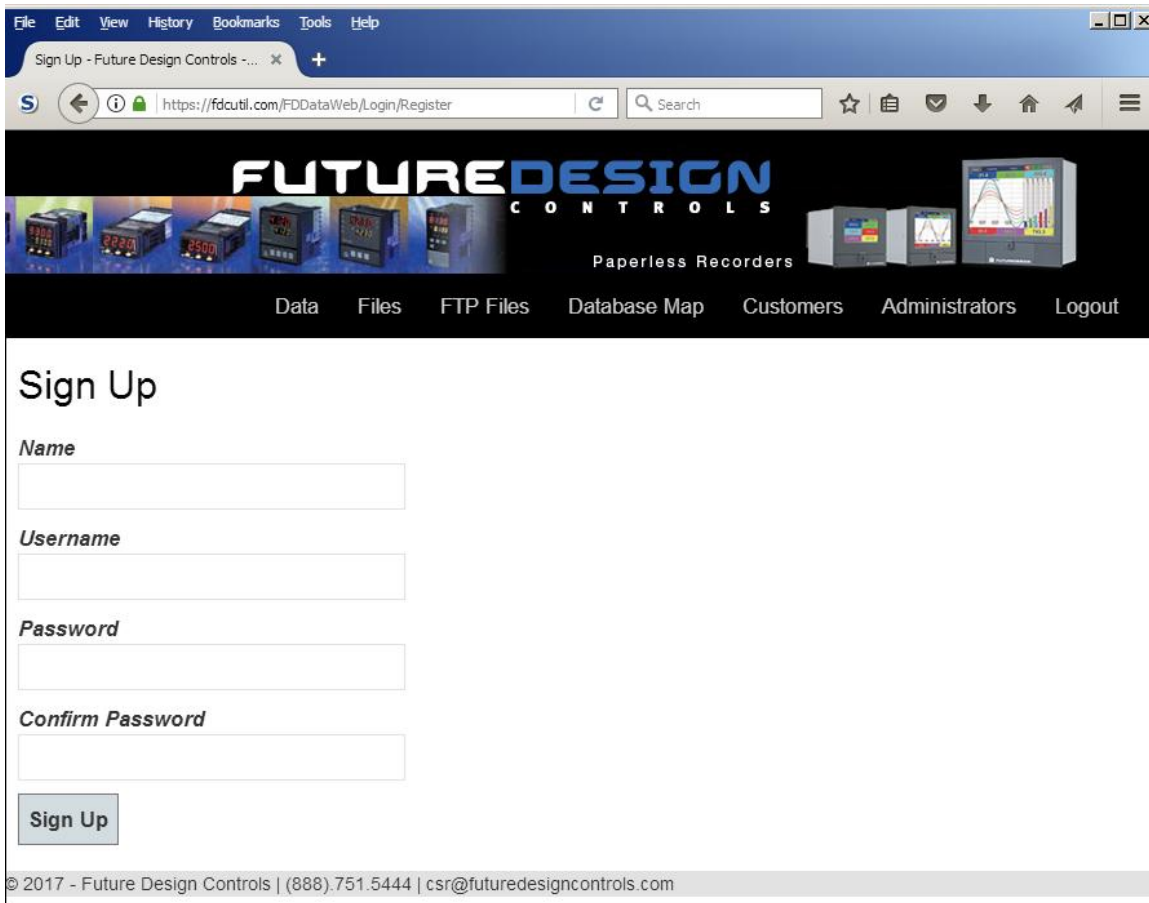 File Edit View History Bookmarks Tools Help
Sign Up - Future Design Controls -...
https://fdcutil.com/FDDataWeb/Login/Register
Search
FUTUREDESIGN
CONTROLS
Paperless Recorders
Data Files FTP Files Database Map Customers Administrators Logout
Sign Up
Name
Username
Password
Confirm Password
Sign Up
© 2017 - Future Design Controls | (888).751.5444 | csr@futuredesigncontrols.com